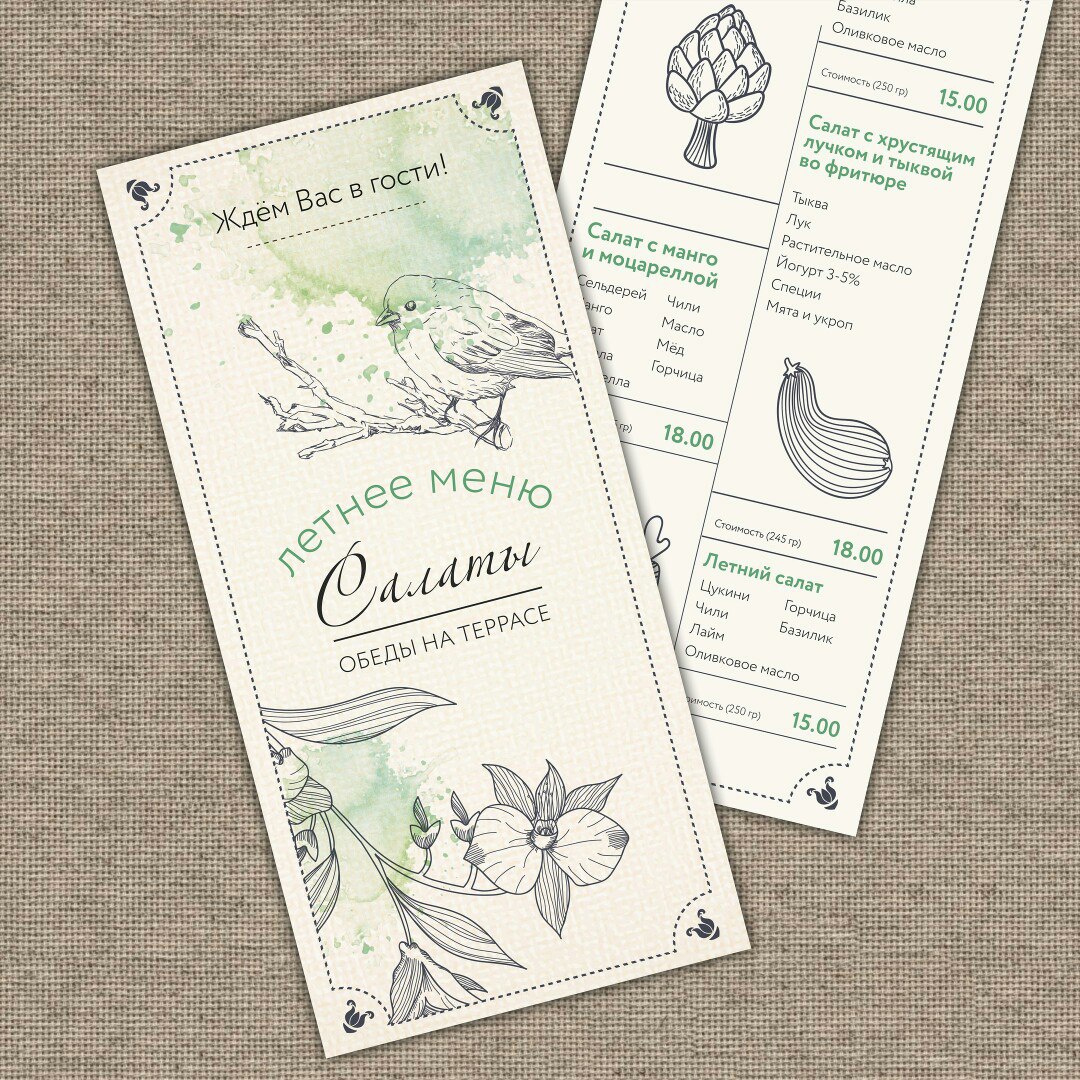 Ждём Вас в гости!
летнее меню
Салаты
ОБЕДЫ НА ТЕРРАСЕ
Салат с манго
и моцареллой
Сельдерей Чили
Масло
Мёд
Горчица
18.00
Базилик
Оливковое масло
Стоимость (250 гр) 15.00
Салат с хрустящим
лучком и тыквой
во фритюре
Тыква
Лук
Растительное масло
Йогурт 3-5%
Специи
Мята и укроп
Стоимость (245 гр) 18.00
Летний салат
Цукини Горчица
Чили Базилик
Лайм
Оливковое масло
(250 гр) 15.00